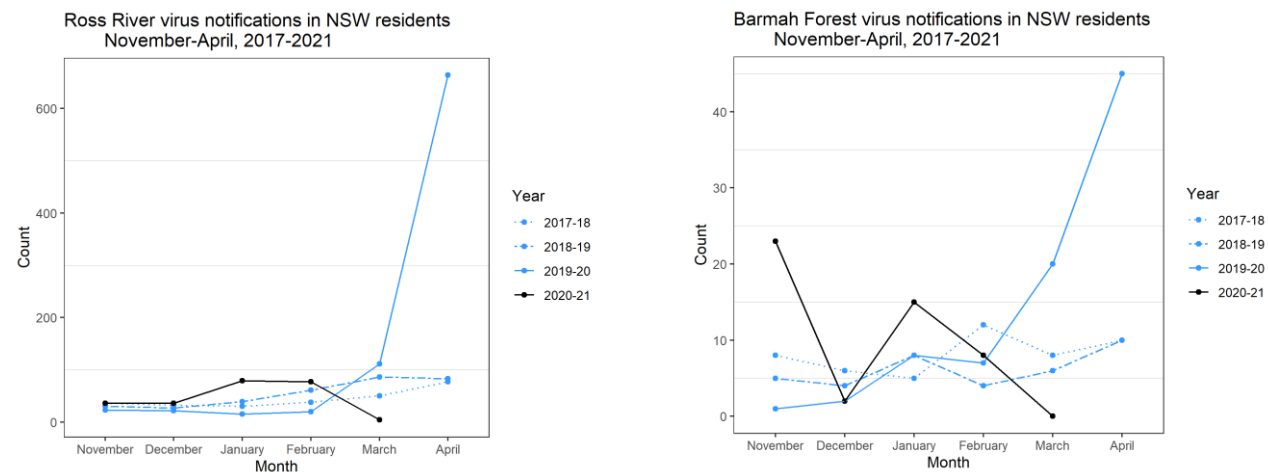 Ross River virus notifications in NSW residents
November-April, 2017-2021
Count
600
400
200
0
November December January February March April
Month
Year
2017-18
2018-19
2019-20
2020-21
Barmah Forest virus notifications in NSW residents
November-April, 2017-2021
Count
40
30
20
10
0
November December January February March April
Month
Year
2017-18
2018-19
2019-20
2020-21